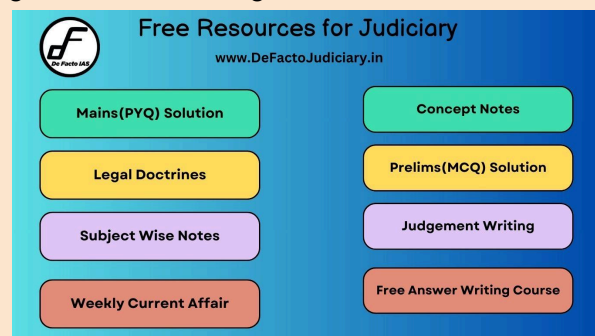 Free Resources for Judiciary
De Facto IAS
www.DeFactoJudiciary.in
Mains(PYQ) Solution
Concept Notes
Legal Doctrines
Prelims(MCQ) Solution
Subject Wise Notes
Judgement Writing
Weekly Current Affair
Free Answer Writing Course